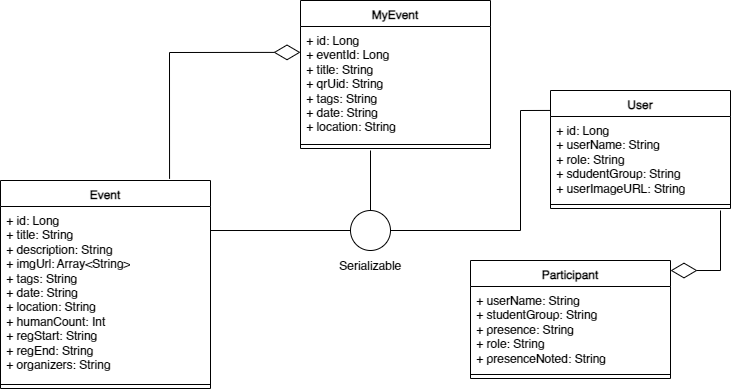 MyEvent
+ id: Long
+ eventId: Long
+ title: String
+ qrUid: String
+ tags: String
+ date: String
+ location: String
User
+ id: Long
+ userName: String
+ role: String
+ sdudentGroup: String
+ userImageURL: String
Event
+ id: Long
+ title: String
+ description: String
+ imgUrl: Array<String>
+ tags: String
+ date: String
+ location: String
+ humanCount: Int
+ regStart: String
+ regEnd: String
+ organizers: String
Serializable
Participant
+ userName: String
+ studentGroup: String
+ presence: String
+ role: String
+ presenceNoted: String